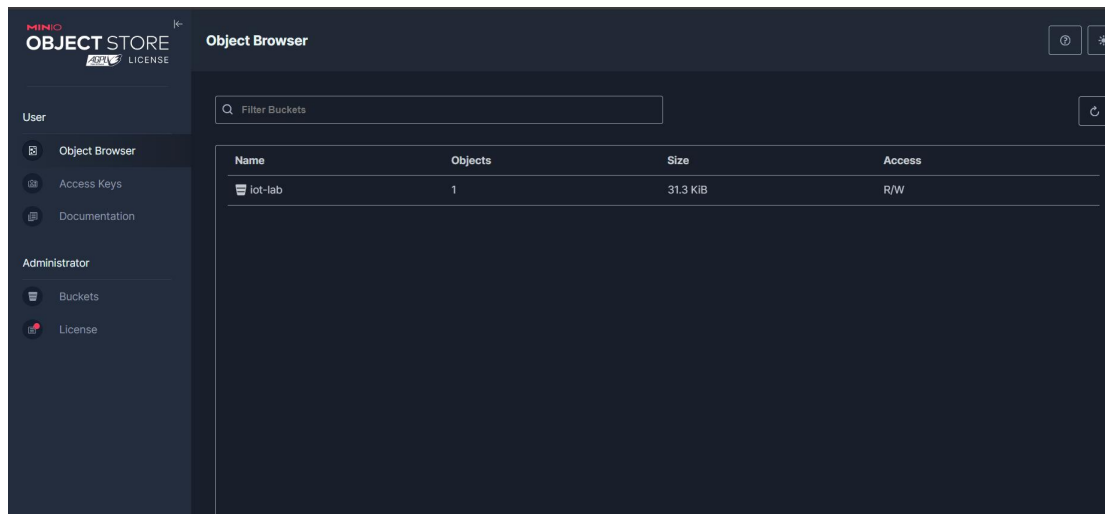 MINIO
OBJECT STORE
AGPLv3 LICENSE
Object Browser
User
Object Browser
Access Keys
Documentation
Administrator
Buckets
License
Filter Buckets
Name Objects Size Access
iot-lab 1 31.3 KiB R/W